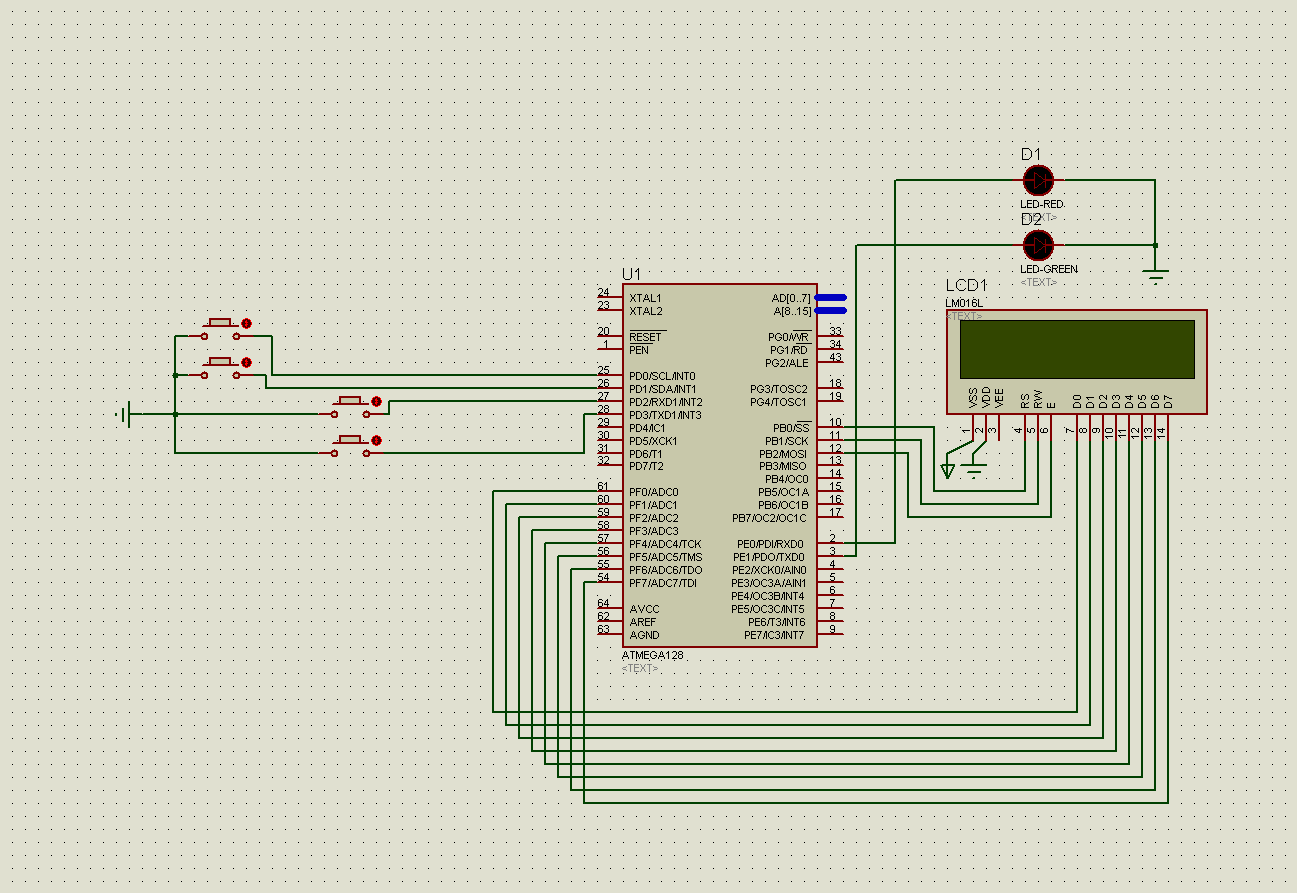 D1
LED-RED
<TEXT>
D2
LED-GREEN
<TEXT>
U1
24 XTAL1
23 XTAL2
20 RESET
1 PEN
25 PD0/SCL/INT0
26 PD1/SDA/INT1
27 PD2/RXD1/INT2
28 PD3/TXD1/INT3
29 PD4/IC1
30 PD5/XCK1
31 PD6/T1
32 PD7/T2
61 PF0/ADC0
60 PF1/ADC1
59 PF2/ADC2
58 PF3/ADC3
57 PF4/ADC4/TCK
56 PF5/ADC5/TMS
55 PF6/ADC6/TDO
54 PF7/ADC7/TDI
64 AVCC
62 AREF
63 AGND
AD[0..7]
A[8..15]
PG0/WR 33
PG1/RD 34
PG2/ALE 43
PG3/TOSC2 18
PG4/TOSC1 19
PB0/SS 10
PB1/SCK 11
PB2/MOSI 12
PB3/MISO 13
PB4/OC0 14
PB5/OC1A 15
PB6/OC1B 16
PB7/OC2/OC1C 17
PE0/PDI/RXD0 2
PE1/PDO/TXD0 3
PE2/XCK0/AIN0 4
PE3/OC3A/AIN1 5
PE4/OC3B/INT4 6
PE5/OC3C/INT5 7
PE6/T3/INT6 8
PE7/IC3/INT7 9
ATMEGA128
<TEXT>
LCD1
LM016L
<TEXT>
VSS VDD VEE RS RW E D0 D1 D2 D3 D4 D5 D6 D7
1 2 3 4 5 6 7 8 9 10 11 12 13 14